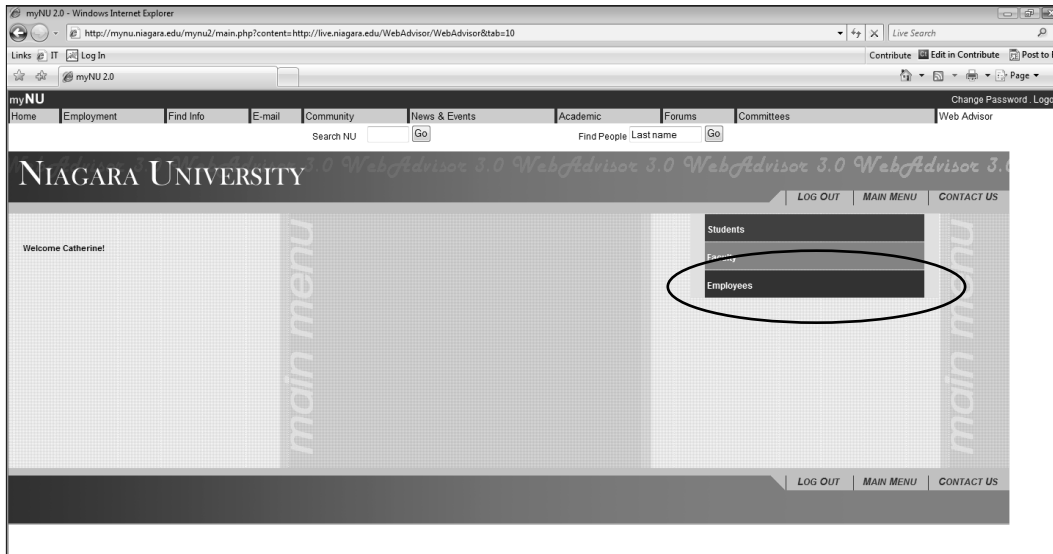 myNU 2.0 - Windows Internet Explorer
http://mynu.niagara.edu/mynu2/main.php?content=http://live.niagara.edu/WebAdvisor/WebAdvisor&tab=10 Live Search
Links IT Log In Contribute Edit in Contribute Post to
myNU 2.0 Page
myNU Change Password . Logo
Home Employment Find Info E-mail Community News & Events Academic Forums Committees Web Advisor
Search NU Go Find People Last name Go
NIAGARA UNIVERSITY
3.0 WebAdvisor 3.0 WebAdvisor 3.0 WebAdvisor 3.0 WebAdvisor 3.0
LOG OUT MAIN MENU CONTACT US
Students
Welcome Catherine!
Faculty
Employees
main menu
main menu
LOG OUT MAIN MENU CONTACT US